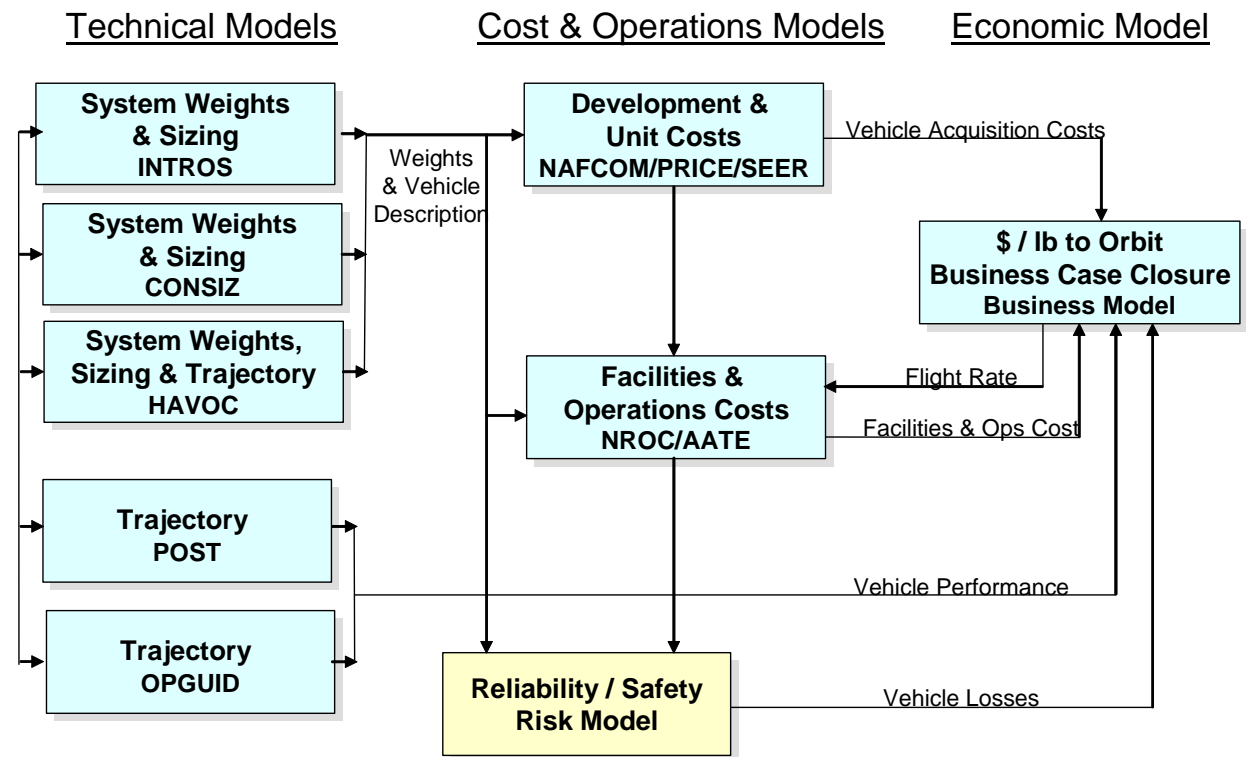 Technical Models
Cost & Operations Models
Economic Model
System Weights
& Sizing
INTROS
System Weights
& Sizing
CONSIZ
System Weights,
Sizing & Trajectory
HAVOC
Trajectory
POST
Trajectory
OPGUID
Weights
& Vehicle
Description
Development &
Unit Costs
NAFCOM/PRICE/SEER
Facilities &
Operations Costs
NROC/AATE
Reliability / Safety
Risk Model
Vehicle Acquisition Costs
$ / lb to Orbit
Business Case Closure
Business Model
Flight Rate
Facilities & Ops Cost
Vehicle Performance
Vehicle Losses